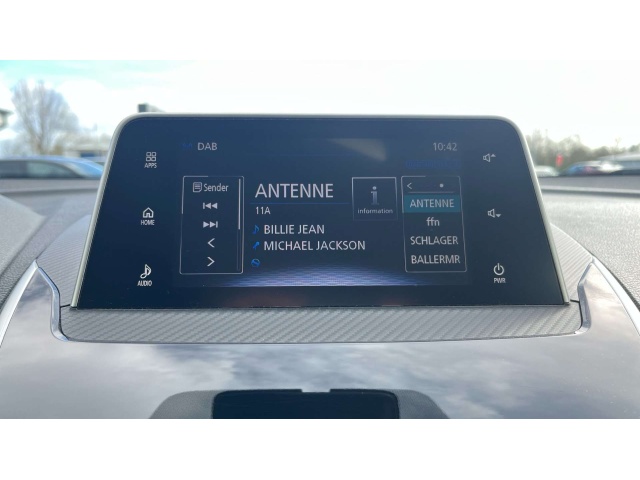 DAB
10:42
APPS
HOME
AUDIO
Sender
ANTENNE
11A
BILLIE JEAN
MICHAEL JACKSON
i
information
ANTENNE
ffn
SCHLAGER
BALLERMR
PWR